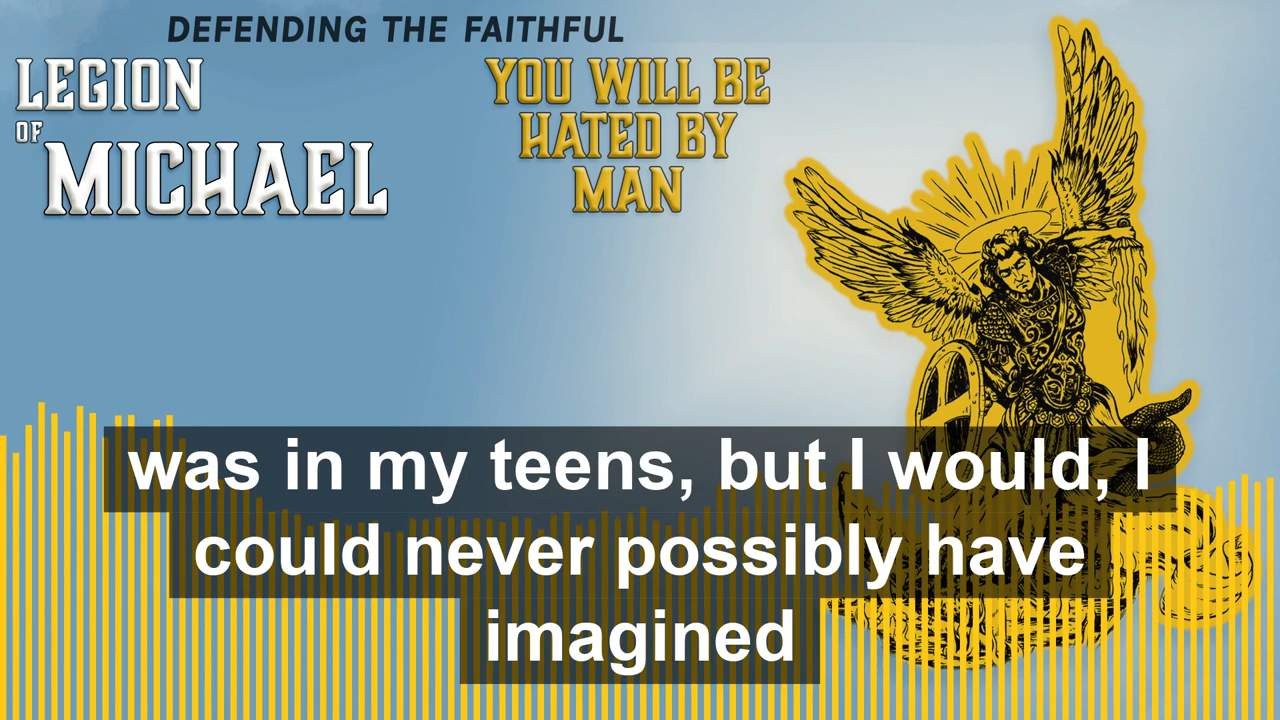 DEFENDING THE FAITHFUL
LEGION
OF
MICHAEL
YOU WILL BE
HATED BY
MAN
was in my teens, but I would, I
could never possibly have
imagined